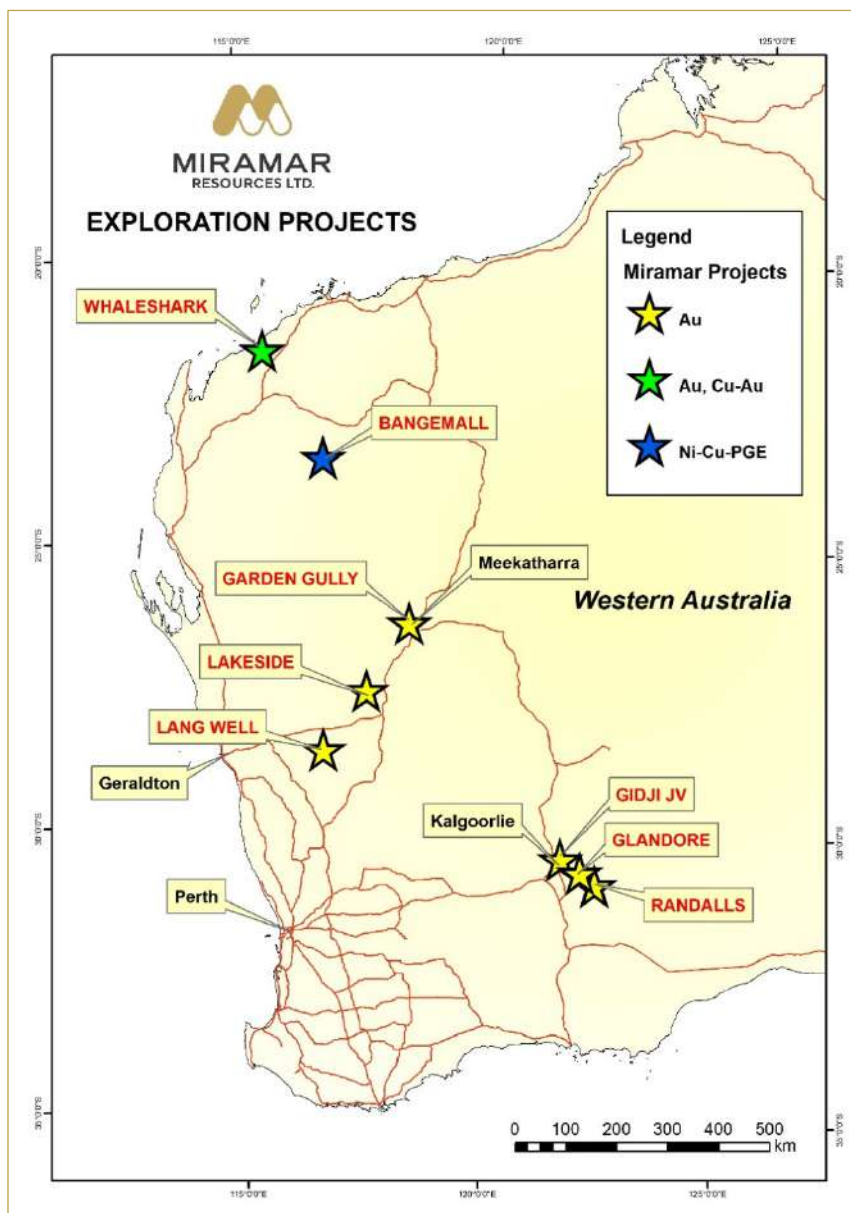 115°0'0"E
120°0'0"E
125°0'0"E
MIRAMAR
RESOURCES LTD.
EXPLORATION PROJECTS
Legend
Miramar Projects
Au
Au, Cu-Au
Ni-Cu-PGE
20°0'0"S
20°0'0"S
WHALESHARK
BANGEMALL
25°0'0"S
25°0'0"S
GARDEN GULLY
Meekatharra
Western Australia
LAKESIDE
LANG WELL
Geraldton
GIDJI JV
Kalgoorlie
GLANDORE
30°0'0"S
30°0'0"S
RANDALLS
Perth
35°0'0"S
35°0'0"S
0 100 200 300 400 500
km
115°0'0"E
120°0'0"E
125°0'0"E